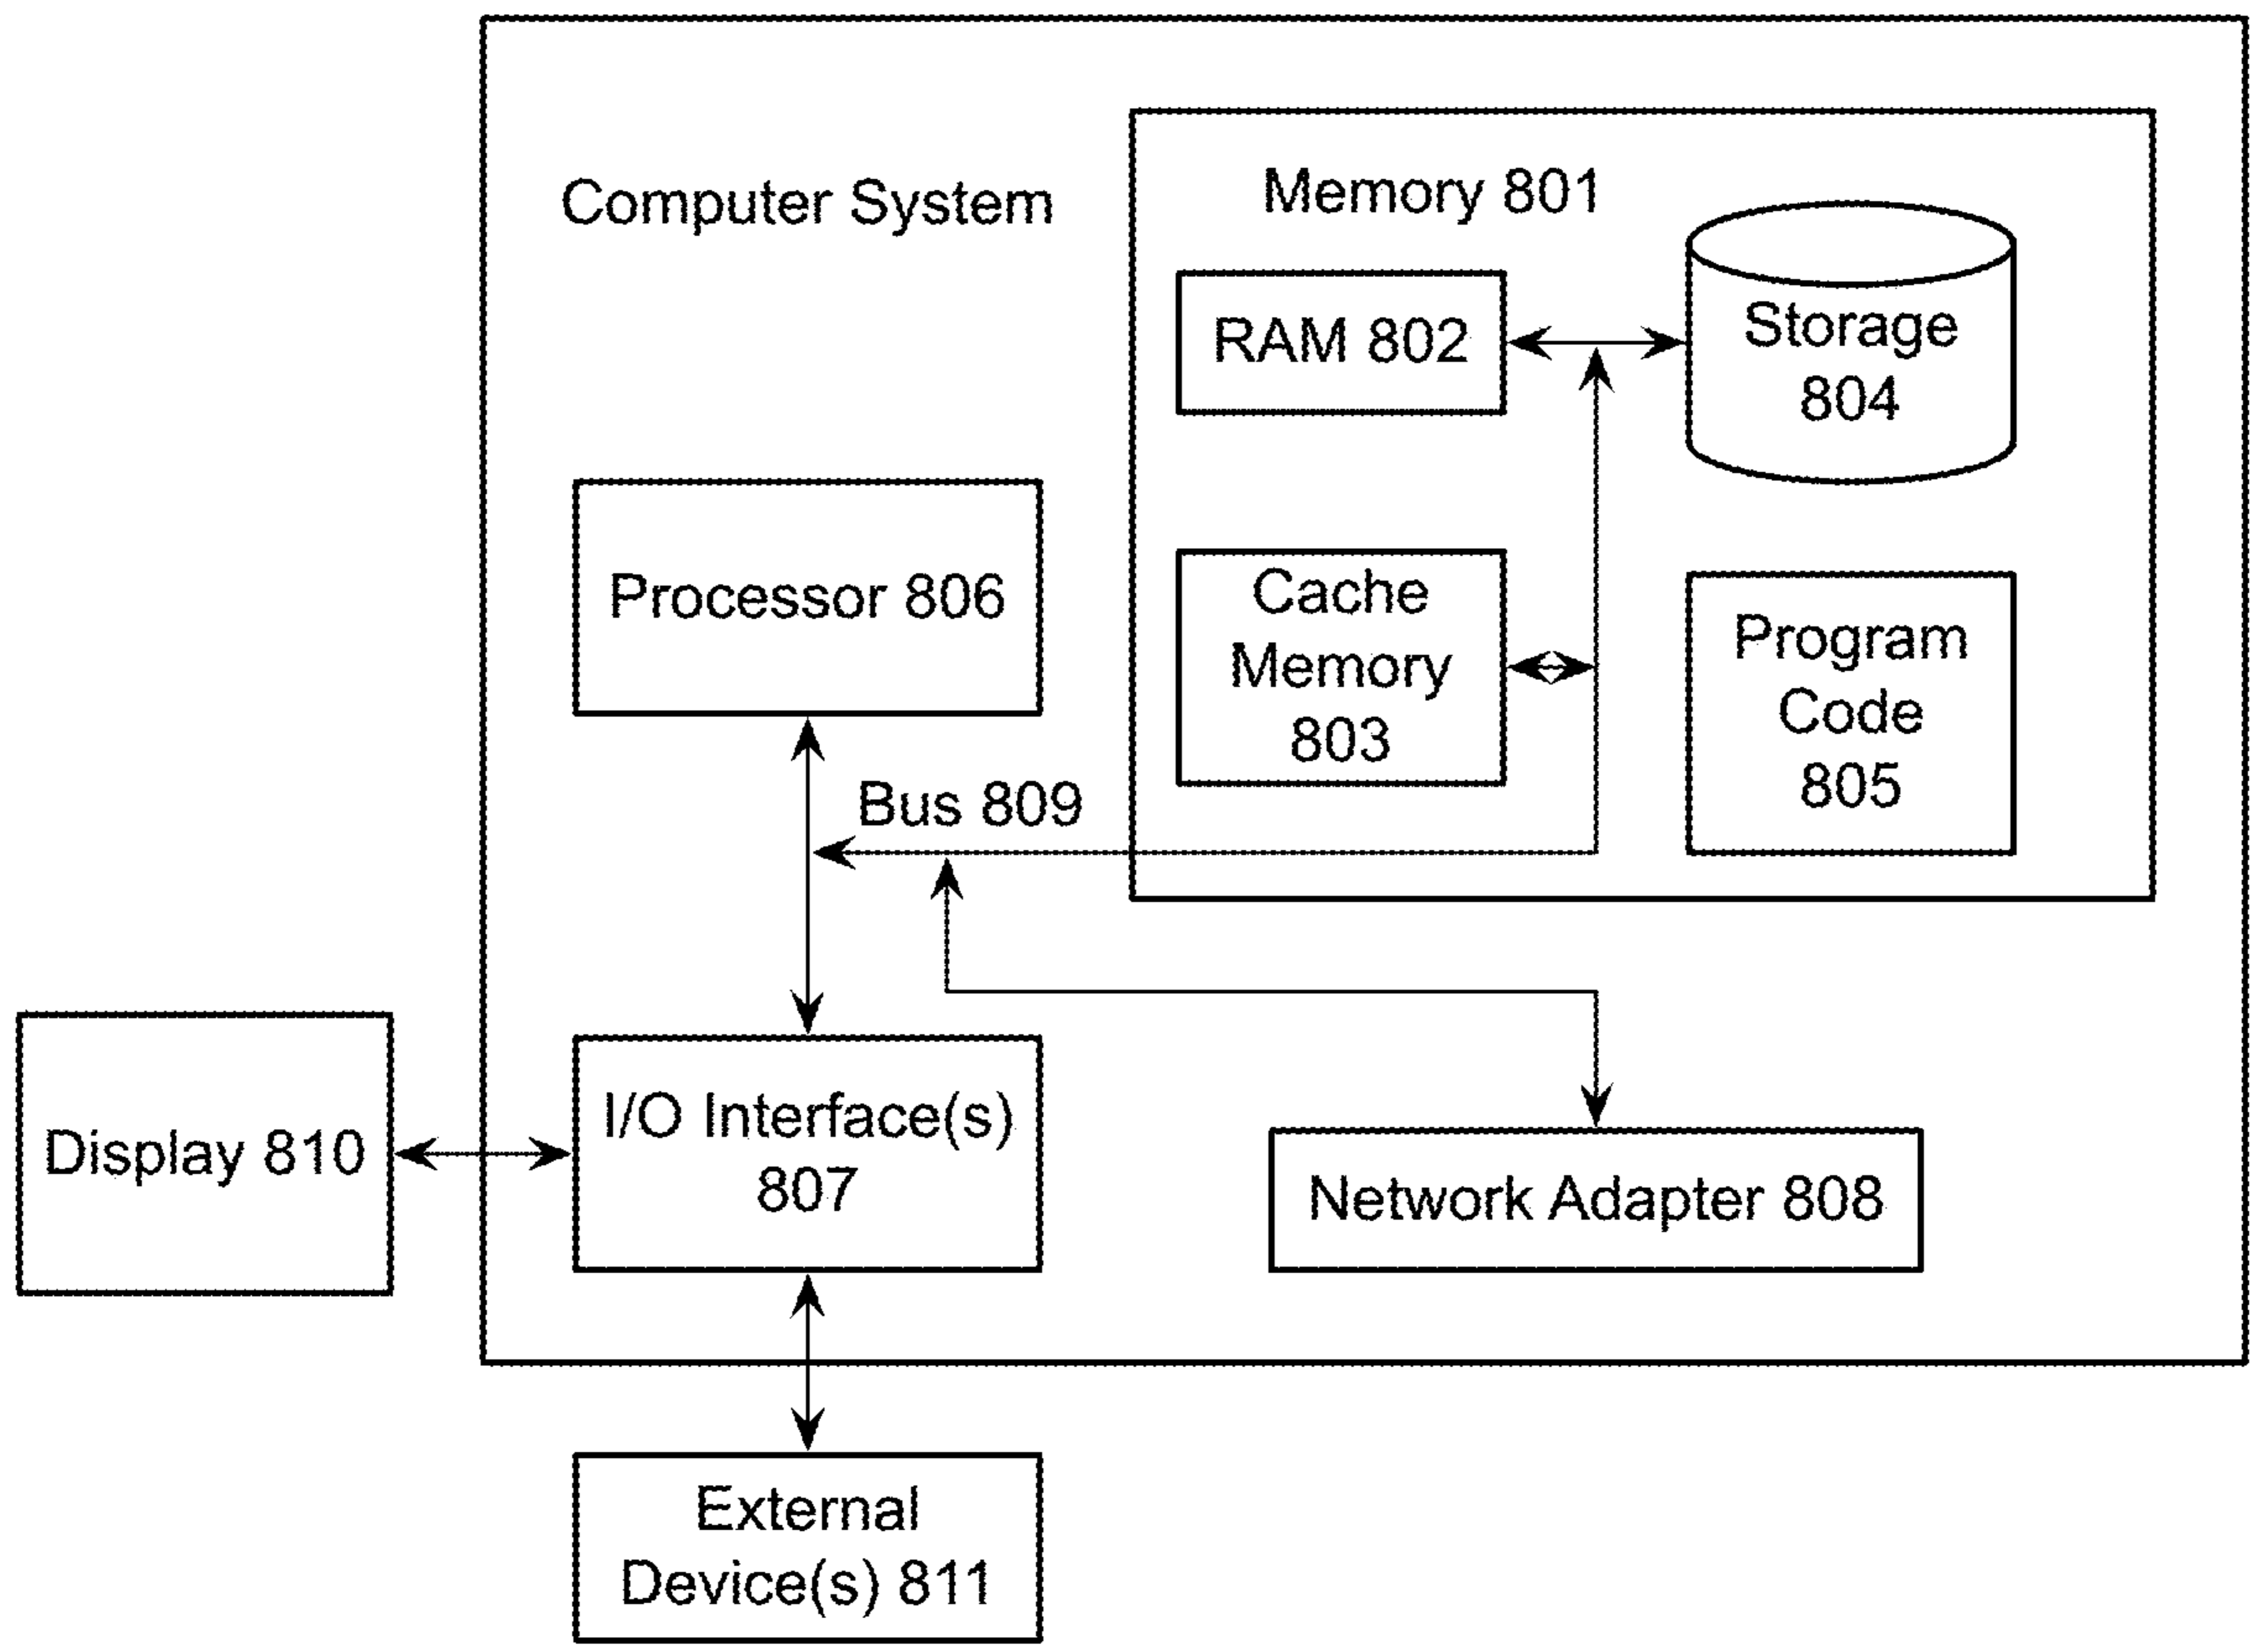 Computer System
Memory 801
RAM 802
Storage
804
Processor 806
Cache
Memory
803
Program
Code
805
Bus 809
Display 810
I/O Interface(s)
807
Network Adapter 808
External
Device(s) 811